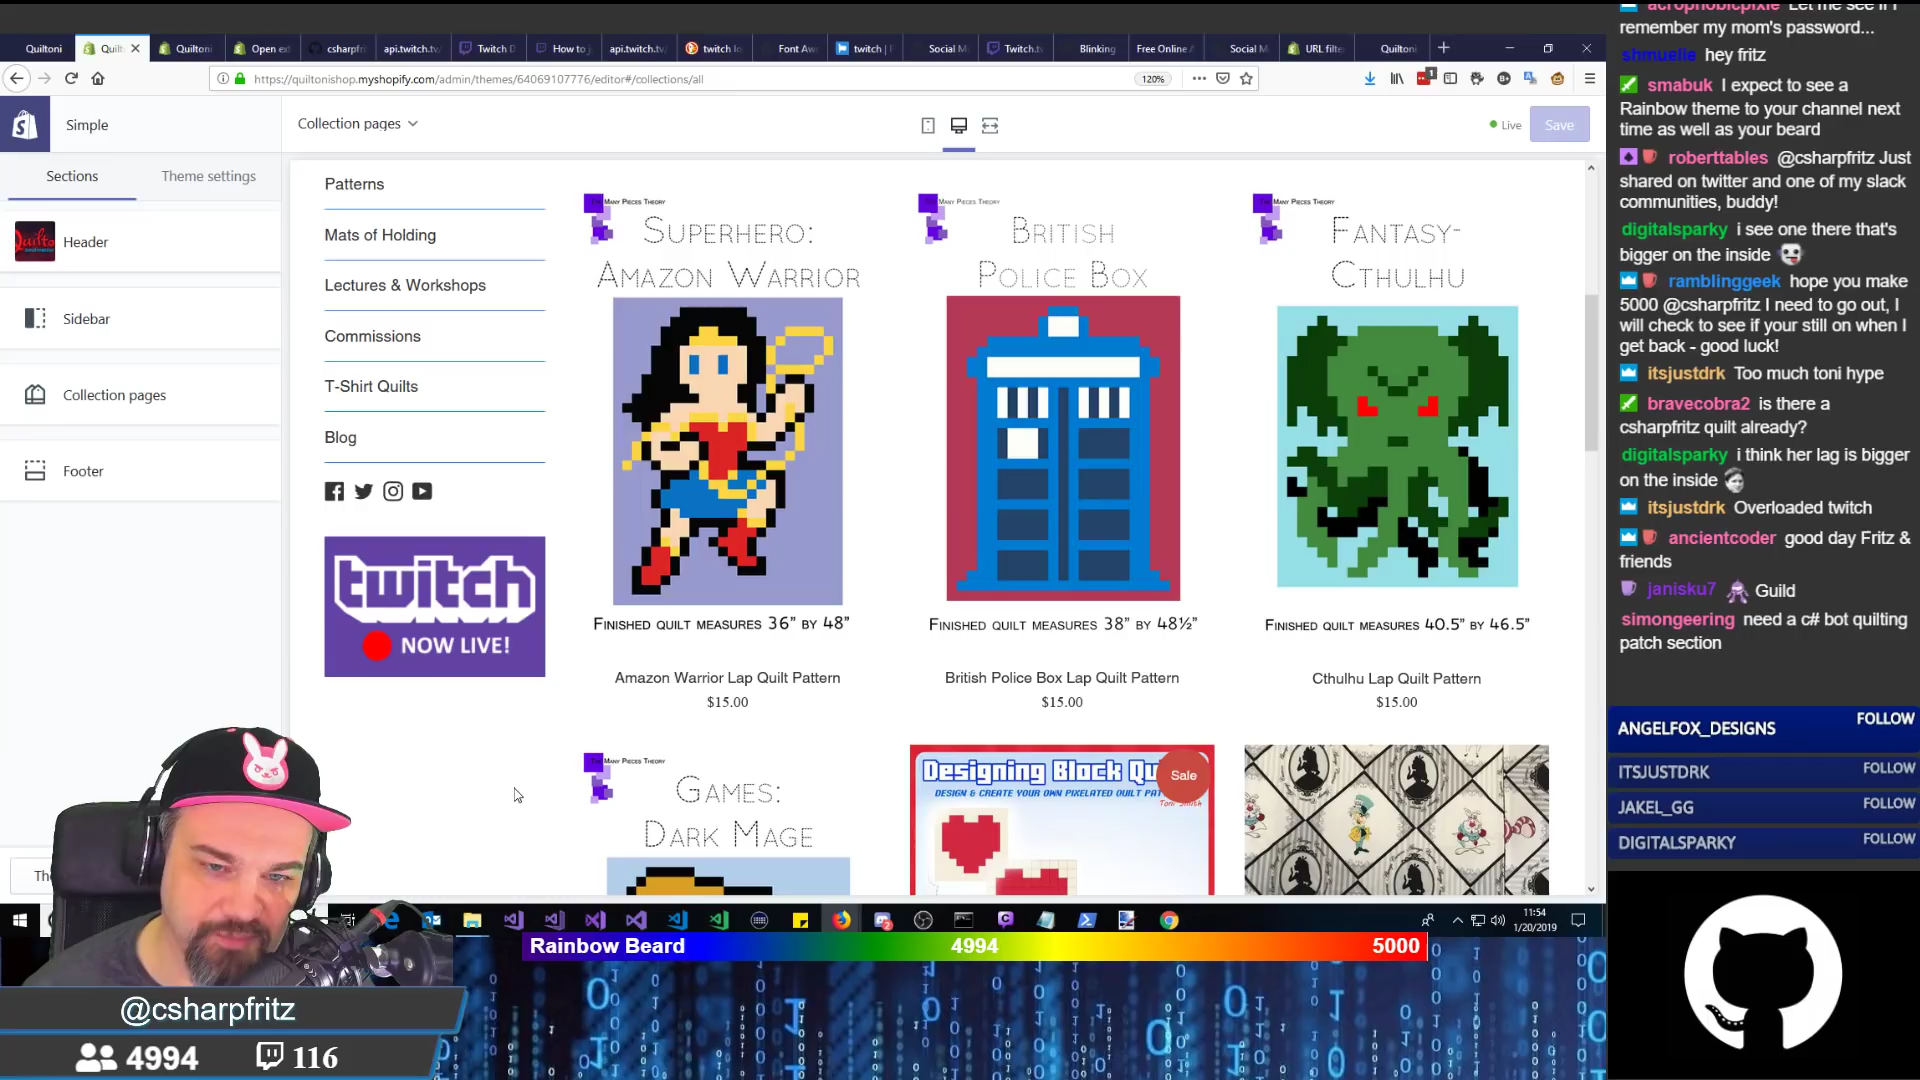 Quiltoni
Quilt
Quiltoni
Open ex
csharpfr
api.twitch.tv
Twitch D
How to j
api.twitch.tv/
twitch lo
Font Aw
twitch |
Social M
Twitch.tv
Blinking
Free Online
Social M
URL filte
Quiltoni
https://quiltonishop.myshopify.com/admin/themes/64069107776/editor#/collections/all
120%
Simple
Collection pages
Live
Save
Sections
Theme settings
Header
Sidebar
Collection pages
Footer
Patterns
Mats of Holding
Lectures & Workshops
Commissions
T-Shirt Quilts
Blog
twitch
NOW LIVE!
Many Pieces Theory
Superhero:
Amazon Warrior
Finished quilt measures 36” by 48”
Amazon Warrior Lap Quilt Pattern
$15.00
Many Pieces Theory
British
Police Box
Finished quilt measures 38” by 48½”
British Police Box Lap Quilt Pattern
$15.00
Many Pieces Theory
Fantasy-
Cthulhu
Finished quilt measures 40.5” by 46.5”
Cthulhu Lap Quilt Pattern
$15.00
Many Pieces Theory
Games:
Dark Mage
Designing Block Qu
DESIGN & CREATE YOUR OWN PIXELATED QUILT PAT
Sale
Th
11:54
1/20/2019
Rainbow Beard
4994
5000
@csharpfritz
4994
116
acrophobicpixie Let me see if I
remember my mom's password...
shmuelie hey fritz
smabuk I expect to see a
Rainbow theme to your channel next
time as well as your beard
roberttables @csharpfritz Just
shared on twitter and one of my slack
communities, buddy!
digitalsparky i see one there that's
bigger on the inside
ramblinggeek hope you make
5000 @csharpfritz I need to go out, I
will check to see if your still on when I
get back - good luck!
itsjustdrk Too much toni hype
bravecobra2 is there a
csharpfritz quilt already?
digitalsparky i think her lag is bigger
on the inside
itsjustdrk Overloaded twitch
ancientcoder good day Fritz &
friends
janisku7 Guild
simongeering need a c# bot quilting
patch section
ANGELFOX_DESIGNS FOLLOW
ITSJUSTDRK FOLLOW
JAKEL_GG FOLLOW
DIGITALSPARKY FOLLOW